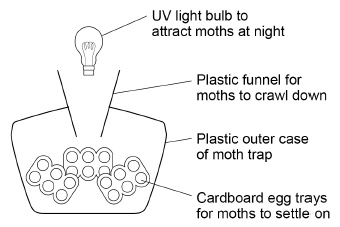 UV light bulb to
attract moths at night
Plastic funnel for
moths to crawl down
Plastic outer case
of moth trap
Cardboard egg trays
for moths to settle on